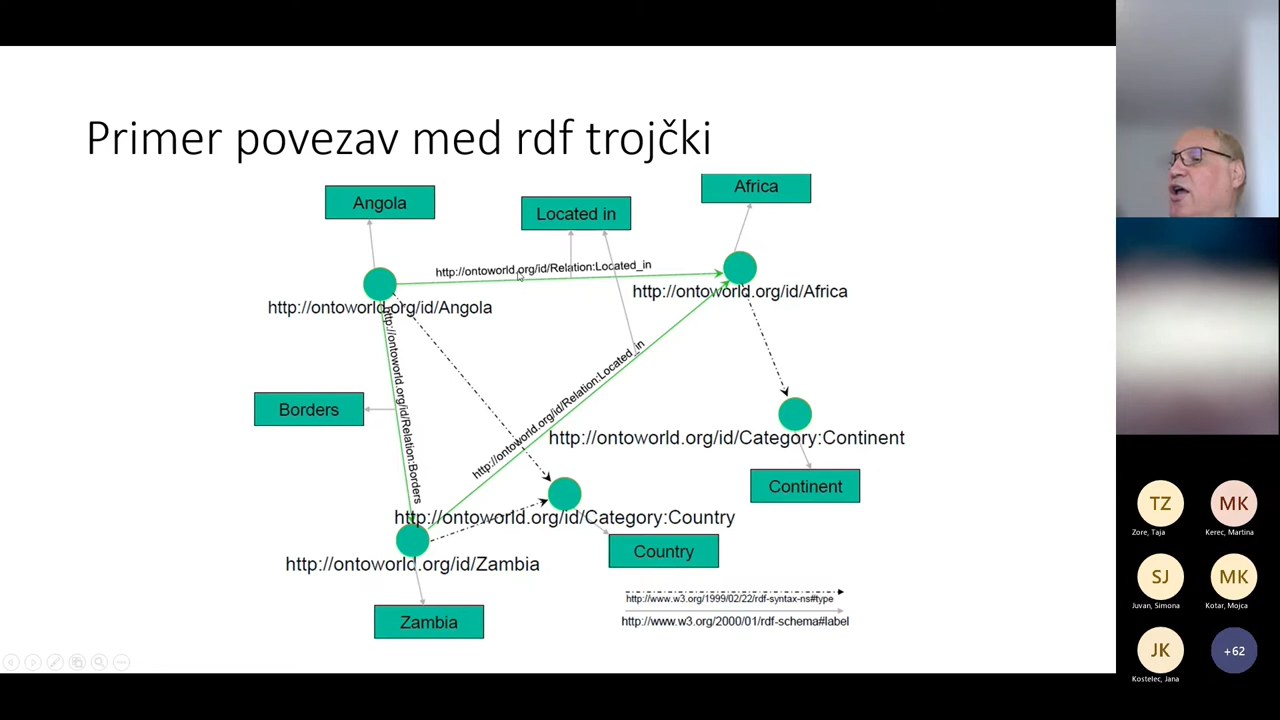 Primer povezav med rdf trojčki
Angola
Located in
Africa
http://ontoworld.org/id/Relation:Located_in
http://ontoworld.org/id/Angola
http://ontoworld.org/id/Africa
http://ontoworld.org/id/Relation:Borders
http://ontoworld.org/id/Relation:Located_in
Borders
http://ontoworld.org/id/Category:Continent
Continent
http://ontoworld.org/id/Category:Country
Country
http://ontoworld.org/id/Zambia
Zambia
http://www.w3.org/1999/02/22/rdf-syntax-ns#type
http://www.w3.org/2000/01/rdf-schema#label
TZ
Zore, Taja
MK
Kerec, Martina
SJ
Juvan, Simona
MK
Kotar, Mojca
JK
Kostelec, Jana
+62